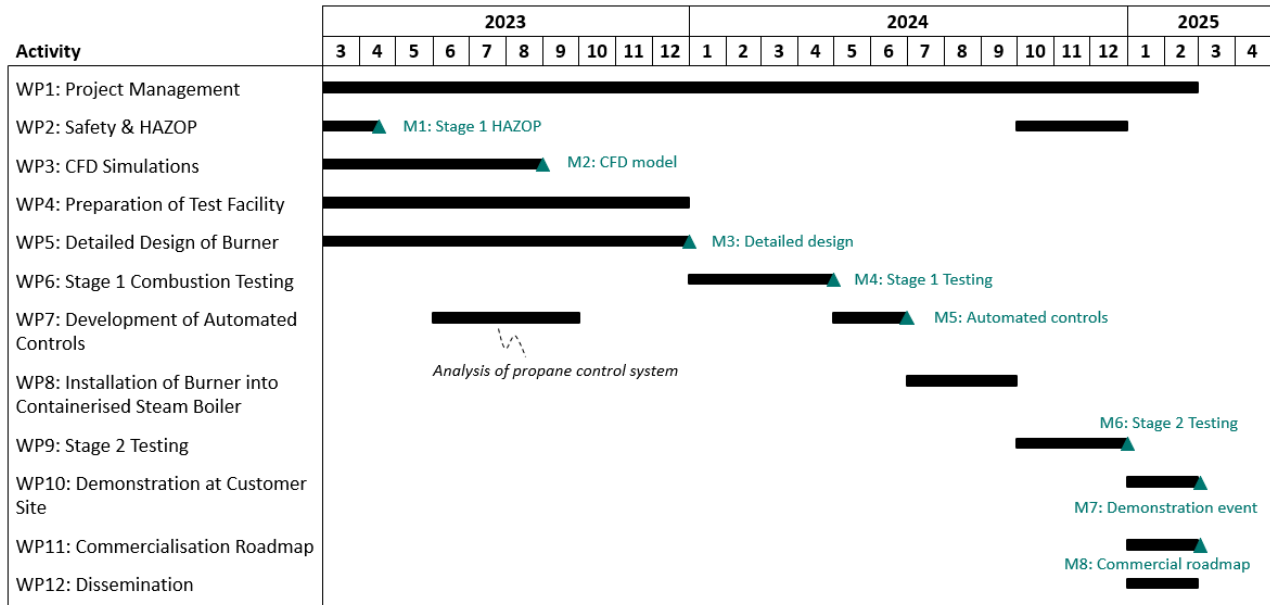 2023 2024 2025
Activity 3 4 5 6 7 8 9 10 11 12 1 2 3 4 5 6 7 8 9 10 11 12 1 2 3 4
WP1: Project Management
WP2: Safety & HAZOP M1: Stage 1 HAZOP
WP3: CFD Simulations M2: CFD model
WP4: Preparation of Test Facility
WP5: Detailed Design of Burner M3: Detailed design
WP6: Stage 1 Combustion Testing M4: Stage 1 Testing
WP7: Development of Automated M5: Automated controls
Controls
Analysis of propane control system
WP8: Installation of Burner into
Containerised Steam Boiler
M6: Stage 2 Testing
WP9: Stage 2 Testing
WP10: Demonstration at Customer
Site
M7: Demonstration event
WP11: Commercialisation Roadmap
M8: Commercial roadmap
WP12: Dissemination